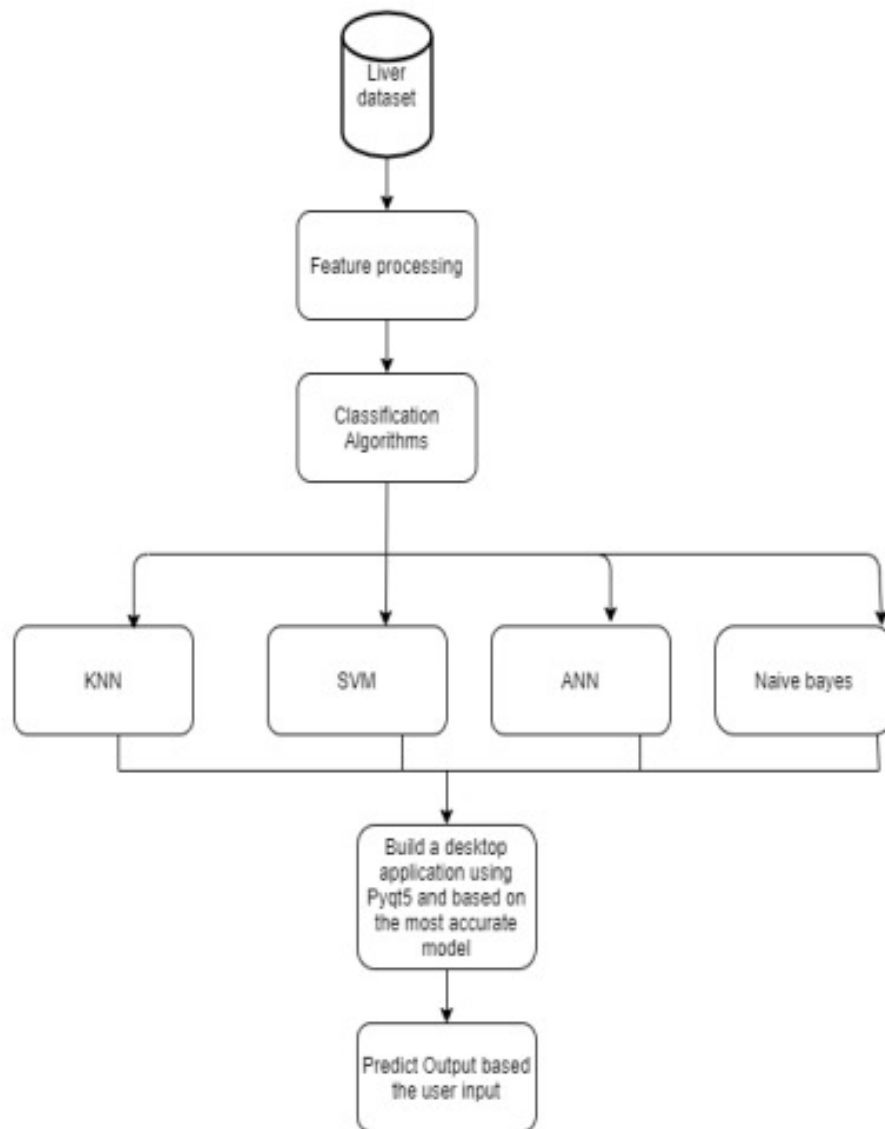 Liver
dataset
Feature processing
Classification
Algorithms
KNN
SVM
ANN
Naive bayes
Build a desktop
application using
Pyqt5 and based on
the most accurate
model
Predict Output based
the user input